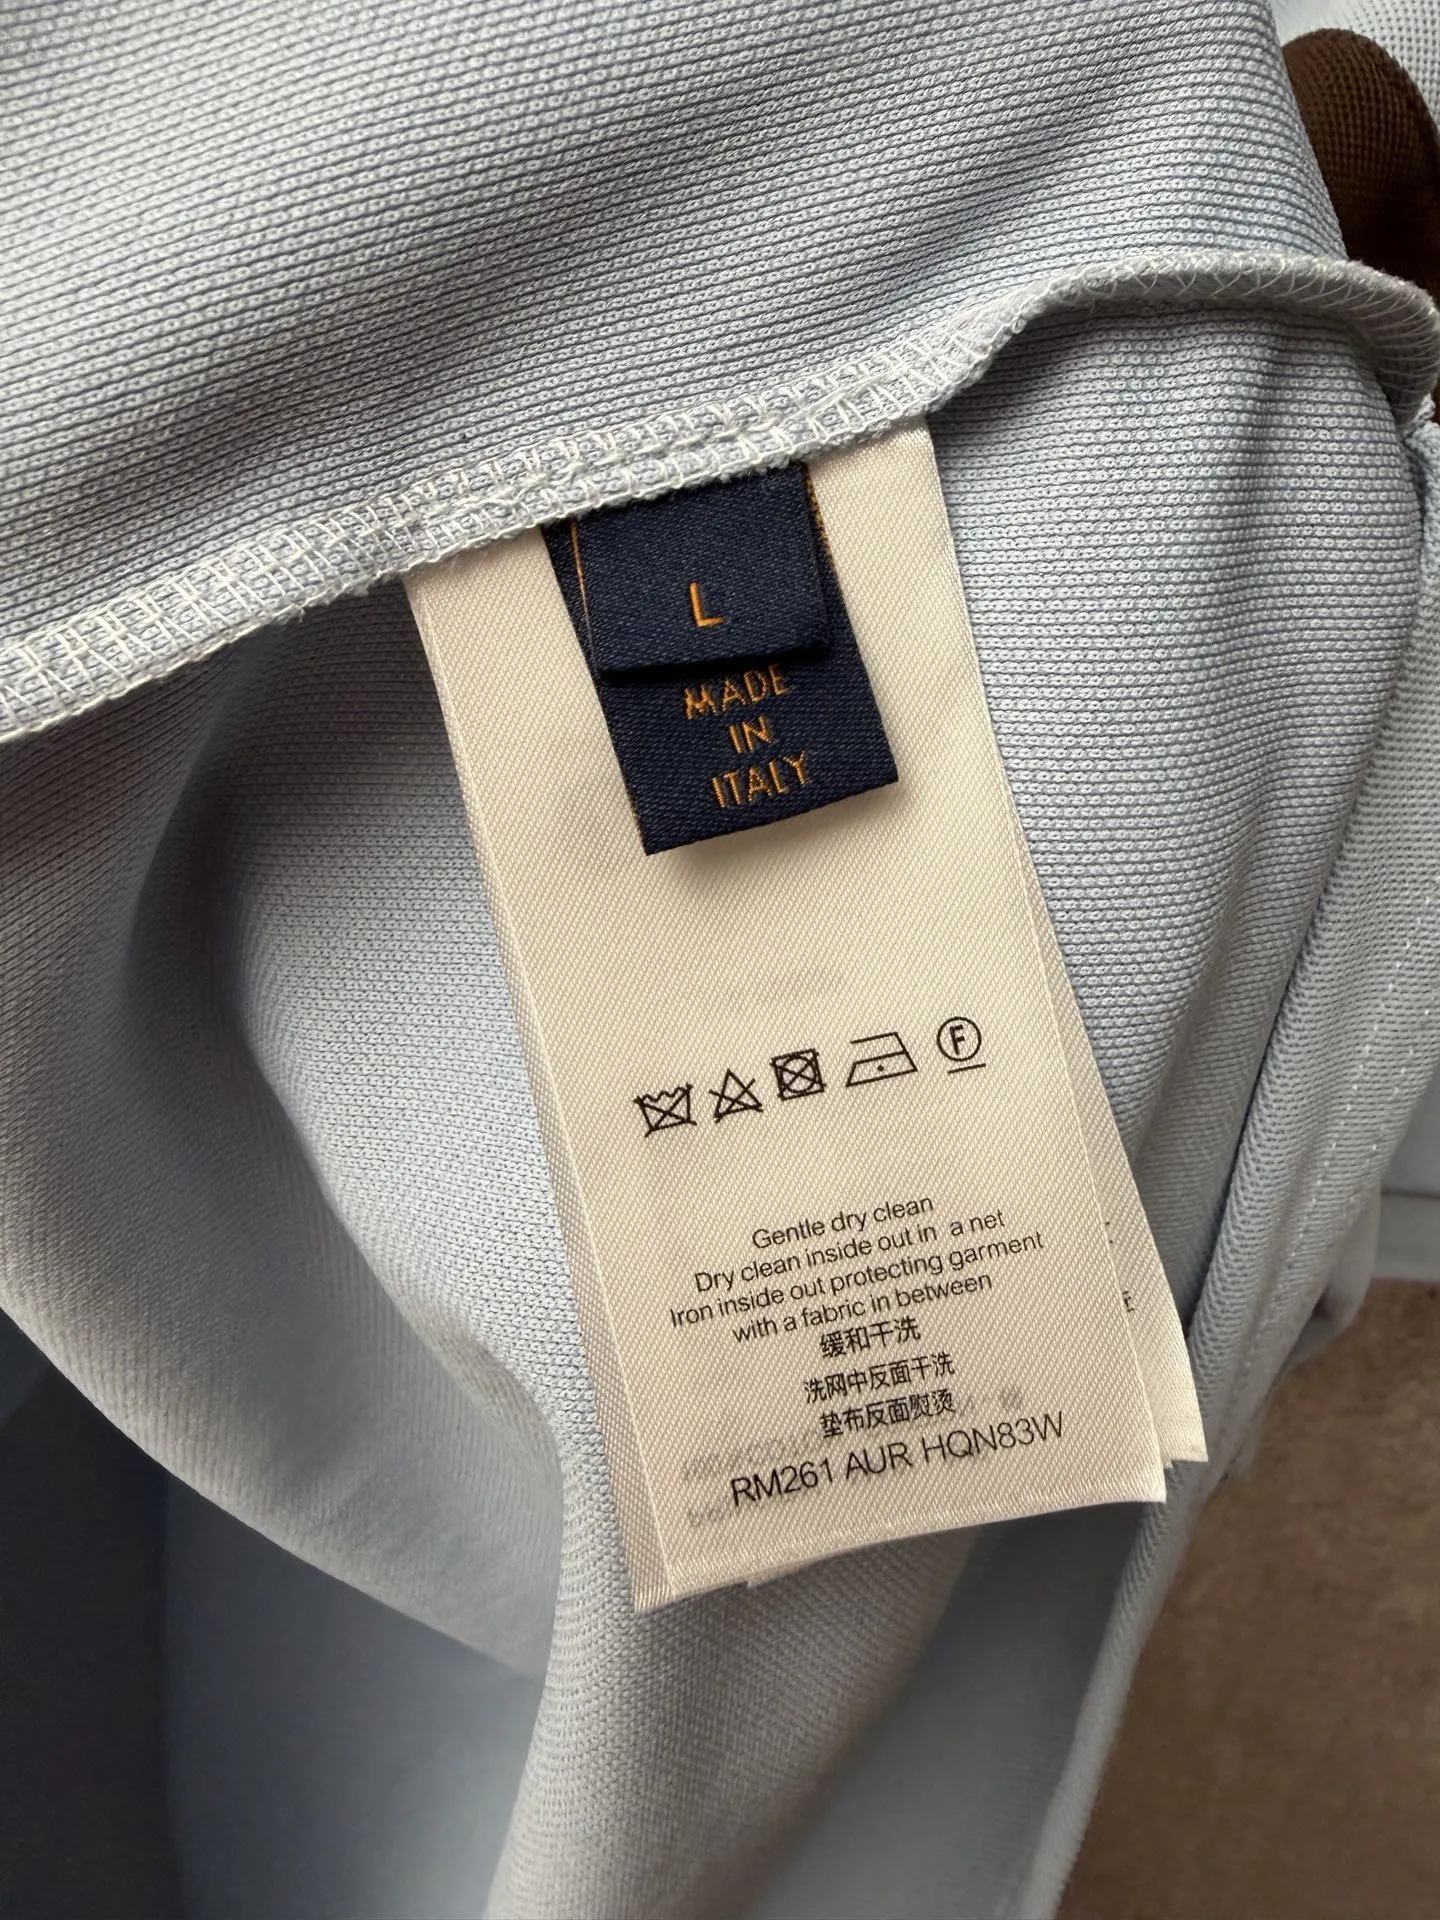 L
MADE
IN
ITALY
F
Gentle dry clean
Dry clean inside out in a net
Iron inside out protecting garment
with a fabric in between
缓和干洗
洗网中反面干洗
垫布反面熨烫
RM261 AUR HQN83W